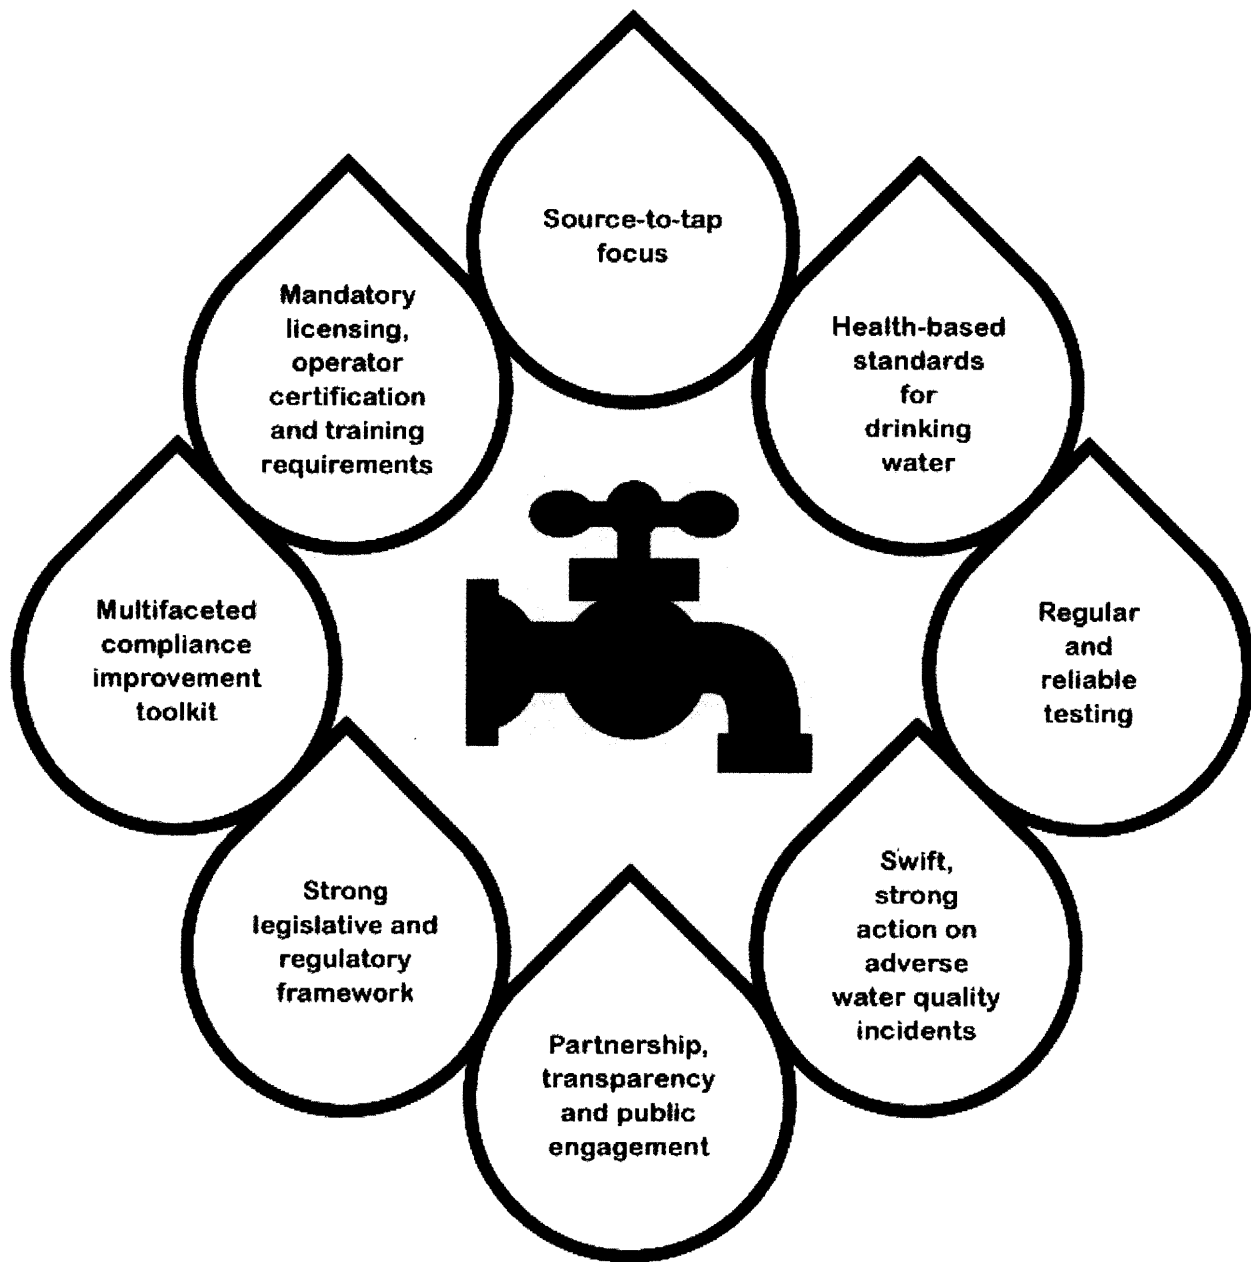 Source-to-tap
focus
Mandatory
licensing,
operator
certification
and training
requirements
Health-based
standards
for
drinking
water
Multifaceted
compliance
improvement
toolkit
Regular
and
reliable
testing
Strong
legislative and
regulatory
framework
Swift,
strong
action on
adverse
water quality
incidents
Partnership,
transparency
and public
engagement